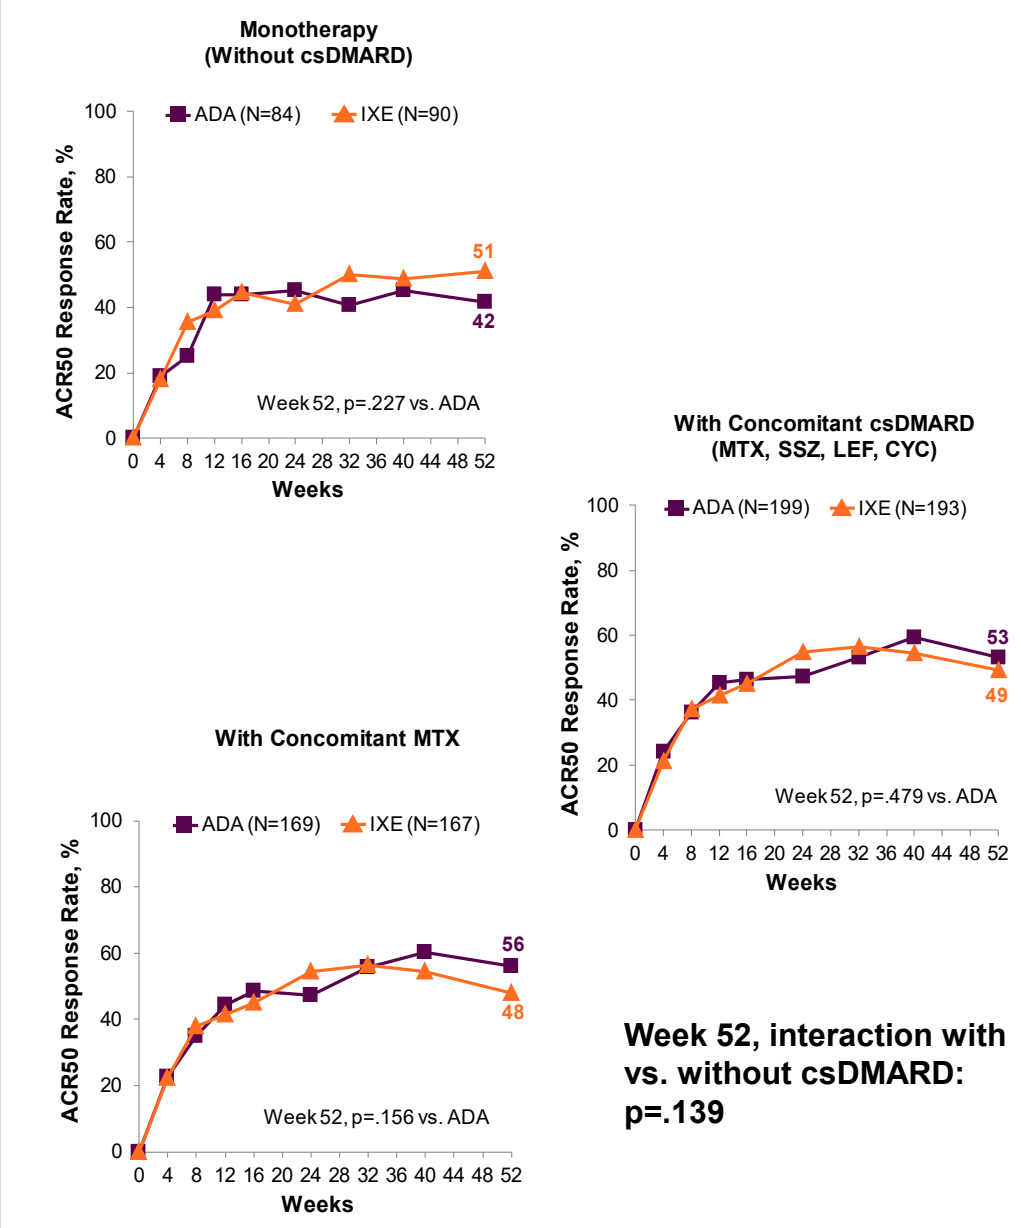 Monotherapy
(Without csDMARD)
ADA (N=84) IXE (N=90)
ACR50 Response Rate, %
100
80
60
40
20
0
51
42
Week 52, p=.227 vs. ADA
0 4 8 12 16 20 24 28 32 36 40 44 48 52
Weeks
With Concomitant csDMARD
(MTX, SSZ, LEF, CYC)
ADA (N=199) IXE (N=193)
ACR50 Response Rate, %
100
80
60
40
20
0
53
49
Week 52, p=.479 vs. ADA
0 4 8 12 16 20 24 28 32 36 40 44 48 52
Weeks
With Concomitant MTX
ADA (N=169) IXE (N=167)
ACR50 Response Rate, %
100
80
60
40
20
0
56
48
Week 52, p=.156 vs. ADA
0 4 8 12 16 20 24 28 32 36 40 44 48 52
Weeks
Week 52, interaction with
vs. without csDMARD:
p=.139